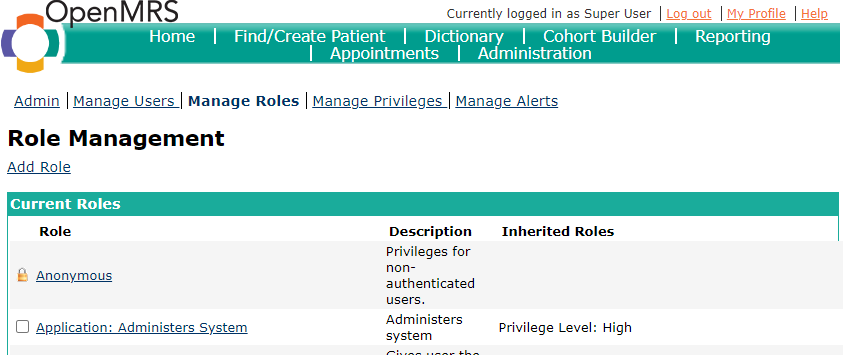 OpenMRS
Currently logged in as Super User | Log out | My Profile | Help
Home | Find/Create Patient | Dictionary | Cohort Builder | Reporting
| Appointments | Administration
Admin | Manage Users | Manage Roles | Manage Privileges | Manage Alerts
Role Management
Add Role
Current Roles
Role Description Inherited Roles
Privileges for
non-
Anonymous
authenticated
users.
Administers
Application: Administers System Privilege Level: High
system
Gives user the